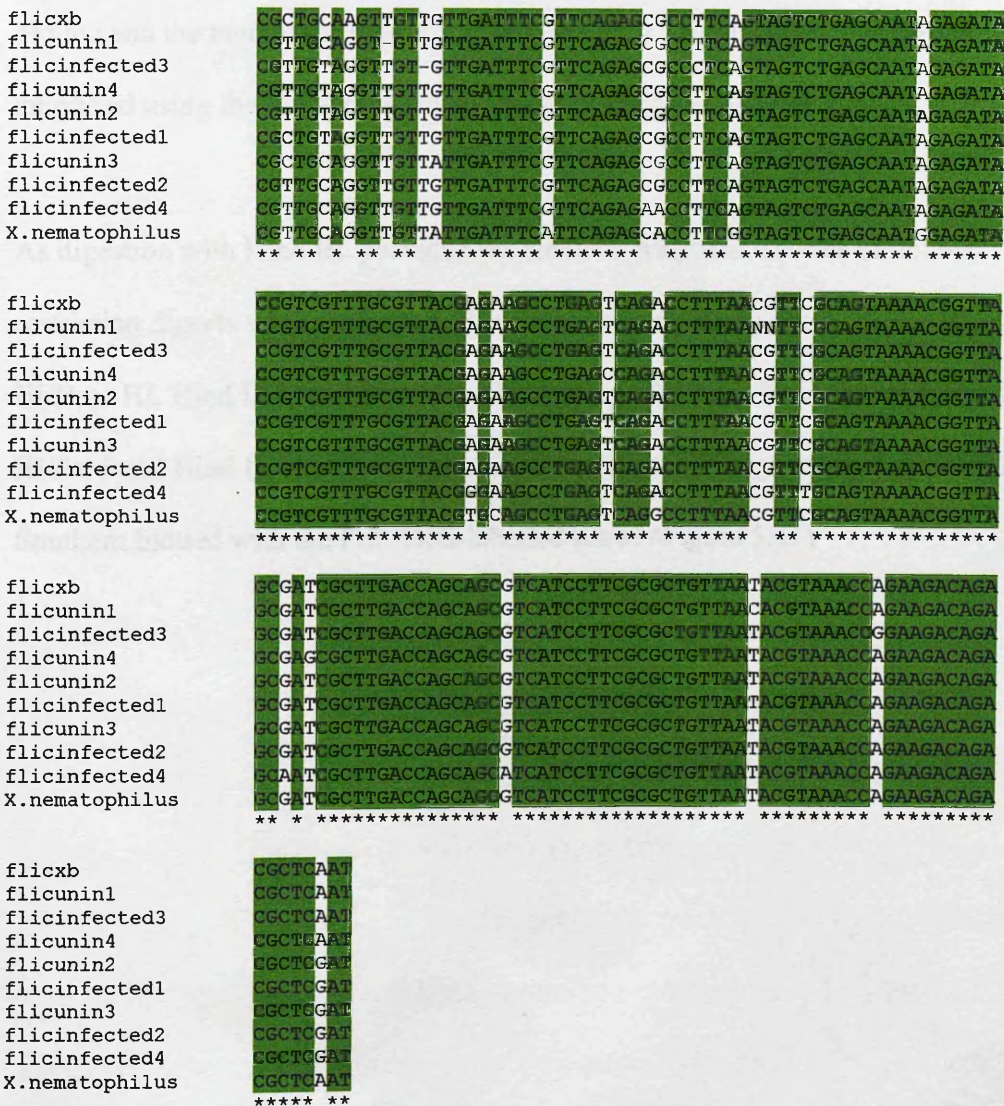 flicxb CGCTGCAAGTTGTTGTTGATTTCGTTCAGAGCGCCTTCAGTAGTCTGAGCAATAGAGATA
flicunin1 CGTTGCAGGT-GTTGTTGATTTCGTTCAGAGCGCCTTCAGTAGTCTGAGCAATAGAGATA
flicinfected3 CGTTGTAGGTTGT-GTTGATTTCGTTCAGAGCGCCCTCAGTAGTCTGAGCAATAGAGATA
flicunin4 CGTTGTAGGTTGTTGTTGATTTCGTTCAGAGCGCCTTCAGTAGTCTGAGCAATAGAGATA
flicunin2 CGTTGTAGGTTGTTGTTGATTTCGTTCAGAGCGCCTTCAGTAGTCTGAGCAATAGAGATA
flicinfected1 CGCTGTAGGTTGTTGTTGATTTCGTTCAGAGCGCCTTCAGTAGTCTGAGCAATAGAGATA
flicunin3 CGCTGCAGGTTGTTATTGATTTCGTTCAGAGCGCCTTCAGTAGTCTGAGCAATAGAGATA
flicinfected2 CGTTGCAGGTTGTTGTTGATTTCGTTCAGAGCGCCTTCAGTAGTCTGAGCAATAGAGATA
flicinfected4 CGTTGCAGGTTGTTGTTGATTTCGTTCAGAGAACCTTCAGTAGTCTGAGCAATAGAGATA
X.nematophilus CGTTGCAGGTTGTTATTGATTTCATTCAGAGCACCTTCGGTAGTCTGAGCAATGGAGATA
** ** * ** ** ******** ******* ** ** *************** ******
flicxb CCGTCGTTTGCGTTACGAGAAGCCTGAGTCAGACCTTTAACGTTCGCAGTAAAACGGTTA
flicunin1 CCGTCGTTTGCGTTACGAGAAGCCTGAGTCAGACCTTTAANNTTCGCAGTAAAACGGTTA
flicinfected3 CCGTCGTTTGCGTTACGAGAAGCCTGAGTCAGACCTTTAACGTTCGCAGTAAAACGGTTA
flicunin4 CCGTCGTTTGCGTTACGAGAAGCCTGAGCCAGACCTTTAACGTTCGCAGTAAAACGGTTA
flicunin2 CCGTCGTTTGCGTTACGAGAAGCCTGAGTCAGACCTTTAACGTTCGCAGTAAAACGGTTA
flicinfected1 CCGTCGTTTGCGTTACGAGAAGCCTGAGTCAGACCTTTAACGTTCGCAGTAAAACGGTTA
flicunin3 CCGTCGTTTGCGTTACGAGAAGCCTGAGTCAGACCTTTAACGTTCGCAGTAAAACGGTTA
flicinfected2 CCGTCGTTTGCGTTACGAGAAGCCTGAGTCAGACCTTTAACGTTCGCAGTAAAACGGTTA
flicinfected4 CCGTCGTTTGCGTTACGGGAAGCCTGAGTCAGACCTTTAACGTTTGCAGTAAAACGGTTA
X.nematophilus CCGTCGTTTGCGTTACGTGCAGCCTGAGTCAGGCCTTTAACGTTCGCAGTAAAACGGTTA
***************** * ******** *** ******* ** ***************
flicxb GCGATCGCTTGACCAGCAGCGTCATCCTTCGCGCTGTTAATACGTAAACCAGAAGACAGA
flicunin1 GCGATCGCTTGACCAGCAGCGTCATCCTTCGCGCTGTTAACACGTAAACCAGAAGACAGA
flicinfected3 GCGATCGCTTGACCAGCAGCGTCATCCTTCGCGCTGTTAATACGTAAACCGGAAGACAGA
flicunin4 GCGAGCGCTTGACCAGCAGCGTCATCCTTCGCGCTGTTAATACGTAAACCAGAAGACAGA
flicunin2 GCGATCGCTTGACCAGCAGCGTCATCCTTCGCGCTGTTAATACGTAAACCAGAAGACAGA
flicinfected1 GCGATCGCTTGACCAGCAGCGTCATCCTTCGCGCTGTTAATACGTAAACCAGAAGACAGA
flicunin3 GCGATCGCTTGACCAGCAGCGTCATCCTTCGCGCTGTTAATACGTAAACCAGAAGACAGA
flicinfected2 GCGATCGCTTGACCAGCAGCGTCATCCTTCGCGCTGTTAATACGTAAACCAGAAGACAGA
flicinfected4 GCAATCGCTTGACCAGCAGCATCATCCTTCGCGCTGTTAATACGTAAACCAGAAGACAGA
X.nematophilus GCGATCGCTTGACCAGCAGCGTCATCCTTCGCGCTGTTAATACGTAAACCAGAAGACAGA
** * *************** ******************* ********* *********
flicxb CGCTCAAT
flicunin1 CGCTCAAT
flicinfected3 CGCTCAAT
flicunin4 CGCTCAAT
flicunin2 CGCTCGAT
flicinfected1 CGCTCGAT
flicunin3 CGCTCGAT
flicinfected2 CGCTCGAT
flicinfected4 CGCTCGAT
X.nematophilus CGCTCAAT
***** **